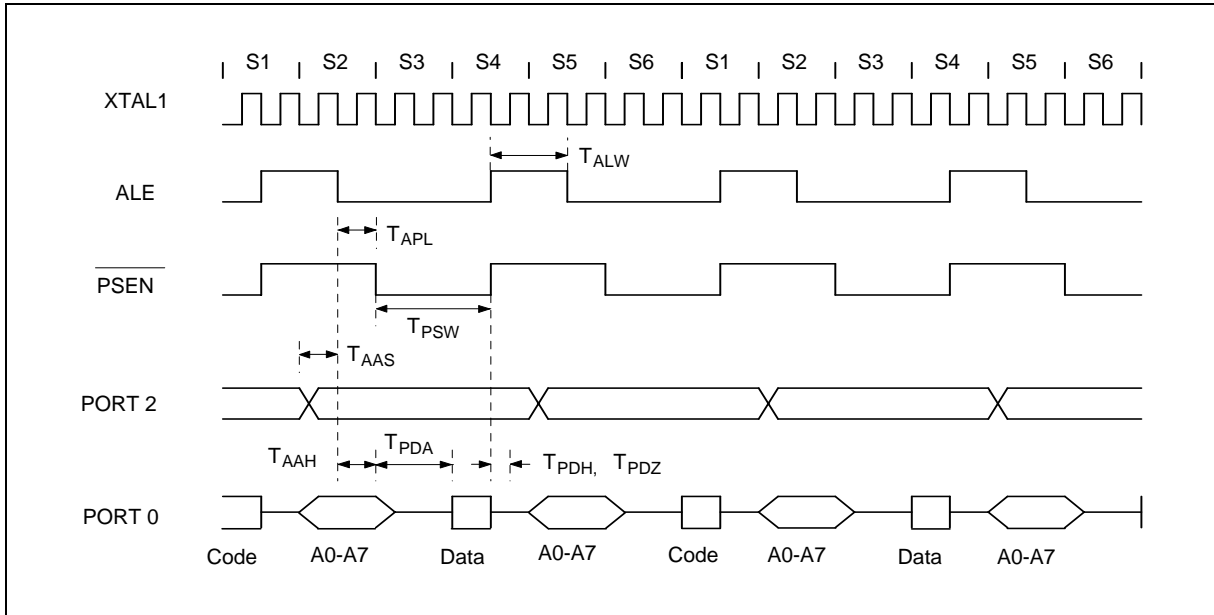 S1 S2 S3 S4 S5 S6 S1 S2 S3 S4 S5 S6
XTAL1
TALW
ALE
TAPL
PSEN
TPSW
TAAS
PORT 2
TAAH TPDA TPDH, TPDZ
PORT 0
Code A0-A7 Data A0-A7 Code A0-A7 Data A0-A7